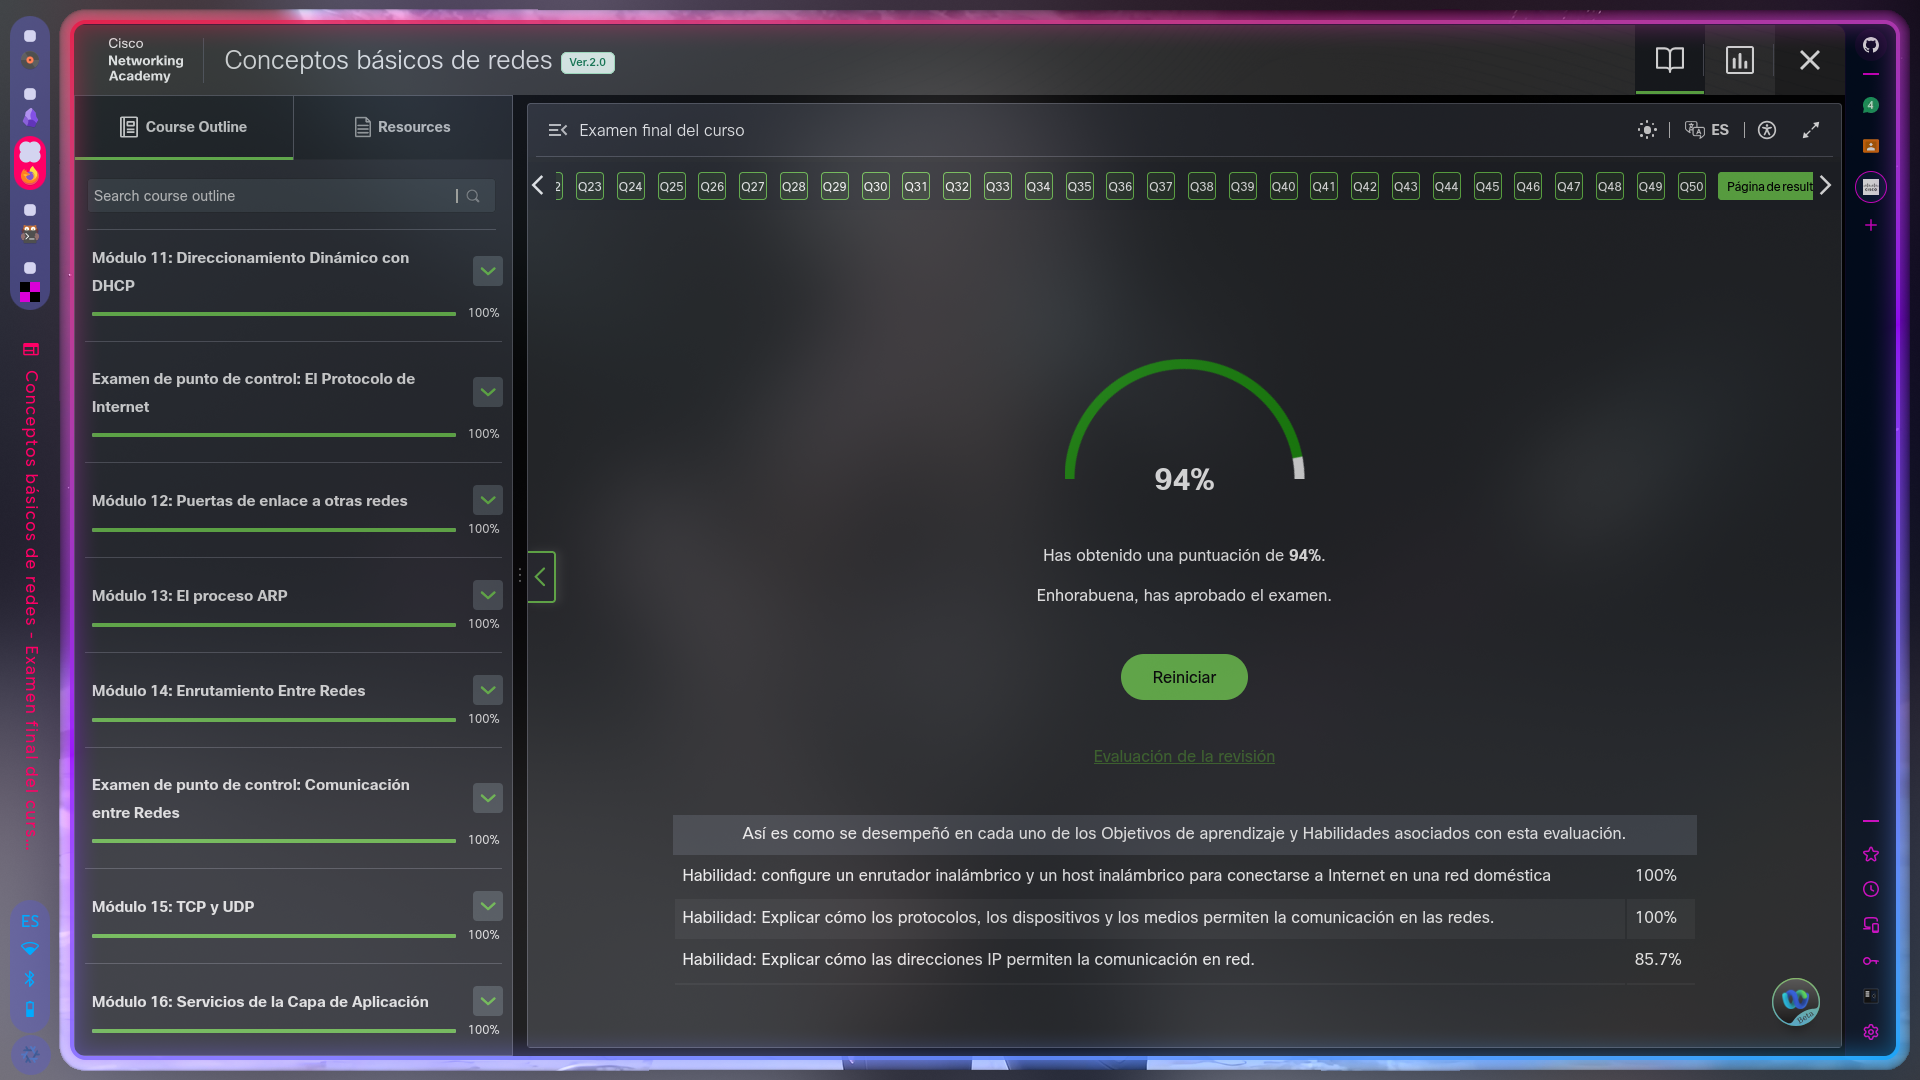 Cisco
Networking
Academy
Conceptos básicos de redes
Ver.2.0
Course Outline
Resources
Search course outline
Módulo 11: Direccionamiento Dinámico con
DHCP
100%
Examen de punto de control: El Protocolo de
Internet
100%
Módulo 12: Puertas de enlace a otras redes
100%
Módulo 13: El proceso ARP
100%
Módulo 14: Enrutamiento Entre Redes
100%
Examen de punto de control: Comunicación
entre Redes
100%
Módulo 15: TCP y UDP
100%
Módulo 16: Servicios de la Capa de Aplicación
100%
Examen final del curso
ES
2 Q23 Q24 Q25 Q26 Q27 Q28 Q29 Q30 Q31 Q32 Q33 Q34 Q35 Q36 Q37 Q38 Q39 Q40 Q41 Q42 Q43 Q44 Q45 Q46 Q47 Q48 Q49 Q50 Página de result
94%
Has obtenido una puntuación de 94%.
Enhorabuena, has aprobado el examen.
Reiniciar
Evaluación de la revisión
Así es como se desempeñó en cada uno de los Objetivos de aprendizaje y Habilidades asociados con esta evaluación.
Habilidad: configure un enrutador inalámbrico y un host inalámbrico para conectarse a Internet en una red doméstica 100%
Habilidad: Explicar cómo los protocolos, los dispositivos y los medios permiten la comunicación en las redes. 100%
Habilidad: Explicar cómo las direcciones IP permiten la comunicación en red. 85.7%
Beta
Conceptos básicos de redes - Examen final del curs...
ES
4